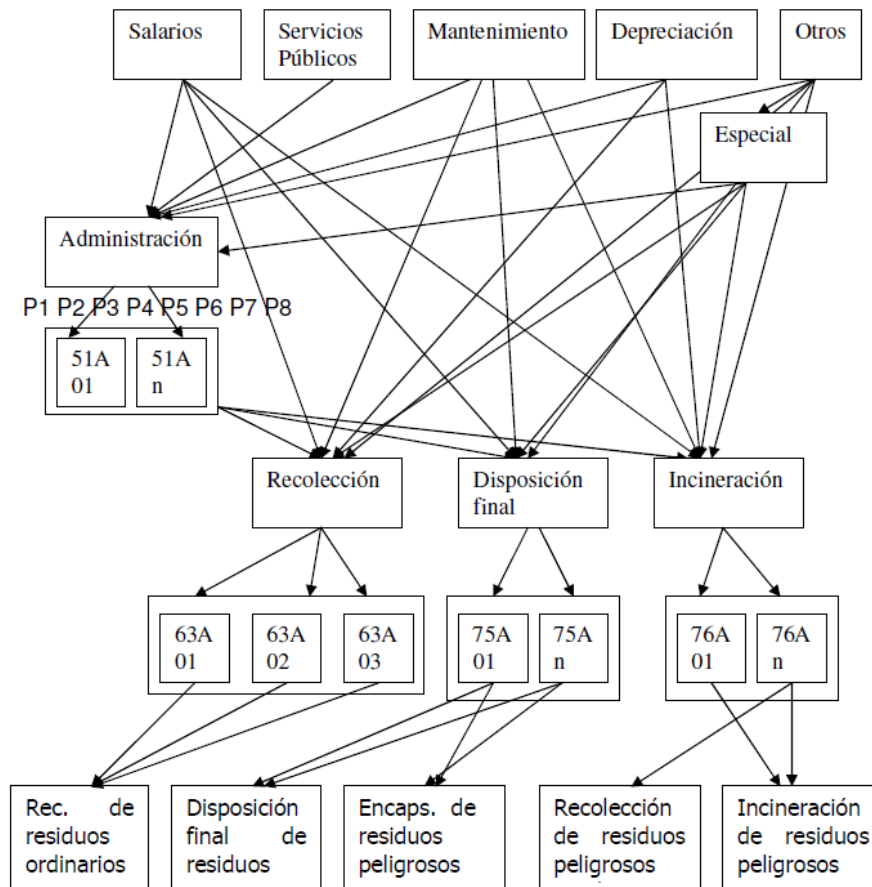 Salarios
Servicios
Públicos
Mantenimiento
Depreciación
Otros
Especial
Administración
P1 P2 P3 P4 P5 P6 P7 P8
51A
01
51A
n
Recolección
Disposición
final
Incineración
63A
01
63A
02
63A
03
75A
01
75A
n
76A
01
76A
n
Rec. de
residuos
ordinarios
Disposición
final de
residuos
Encaps. de
residuos
peligrosos
Recolección
de residuos
peligrosos
Incineración
de residuos
peligrosos